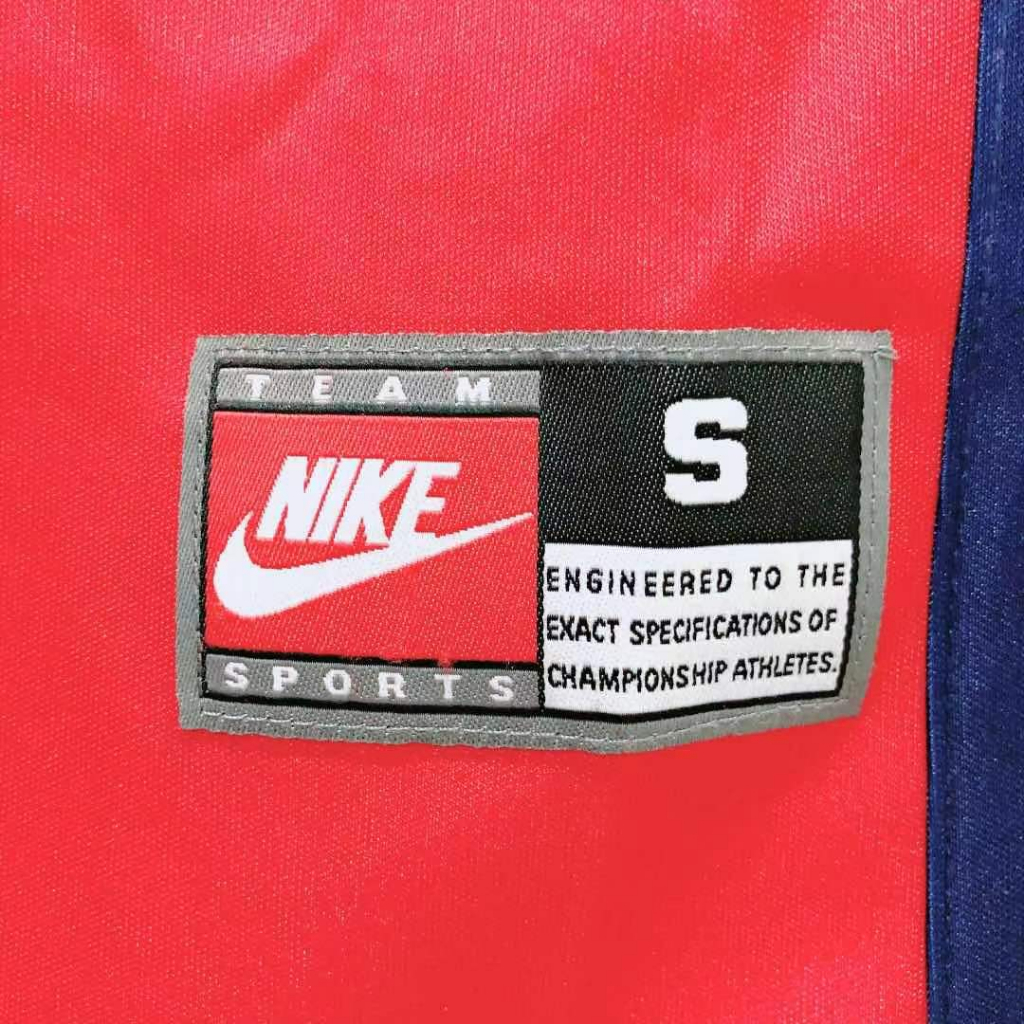 TEAM
NIKE
SPORTS
S
ENGINEERED TO THE
EXACT SPECIFICATIONS OF
CHAMPIONSHIP ATHLETES.